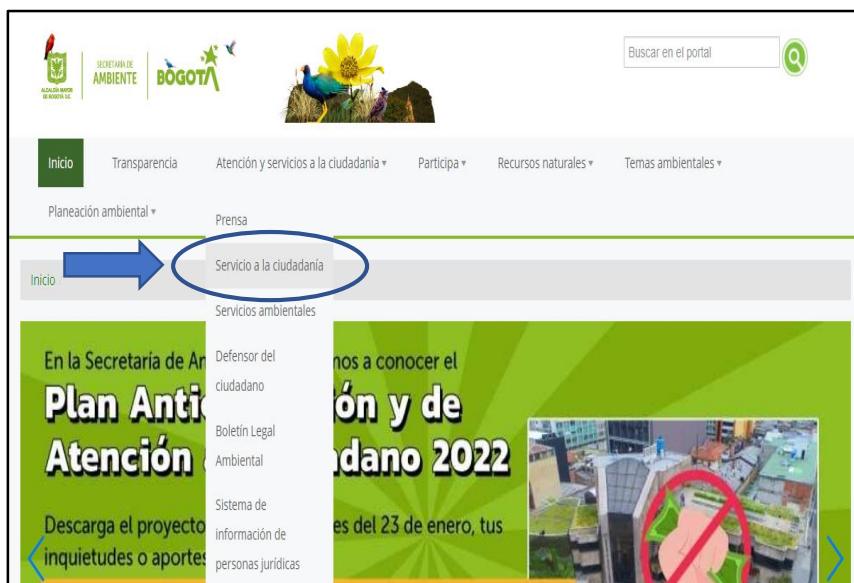 ALCALDÍA MAYOR
DE BOGOTÁ D.C.
SECRETARÍA DE
AMBIENTE
BOGOTÁ
Buscar en el portal
Inicio
Transparencia
Atención y servicios a la ciudadanía
Participa
Recursos naturales
Temas ambientales
Planeación ambiental
Prensa
Servicio a la ciudadanía
Inicio
Servicios ambientales
Defensor del
ciudadano
Boletín Legal
Ambiental
Sistema de
información de
personas jurídicas
En la Secretaría de nos a conocer el
Plan ón y de
Atención dano 2022
Descarga el proyecto es del 23 de enero, tus
inquietudes o aportes